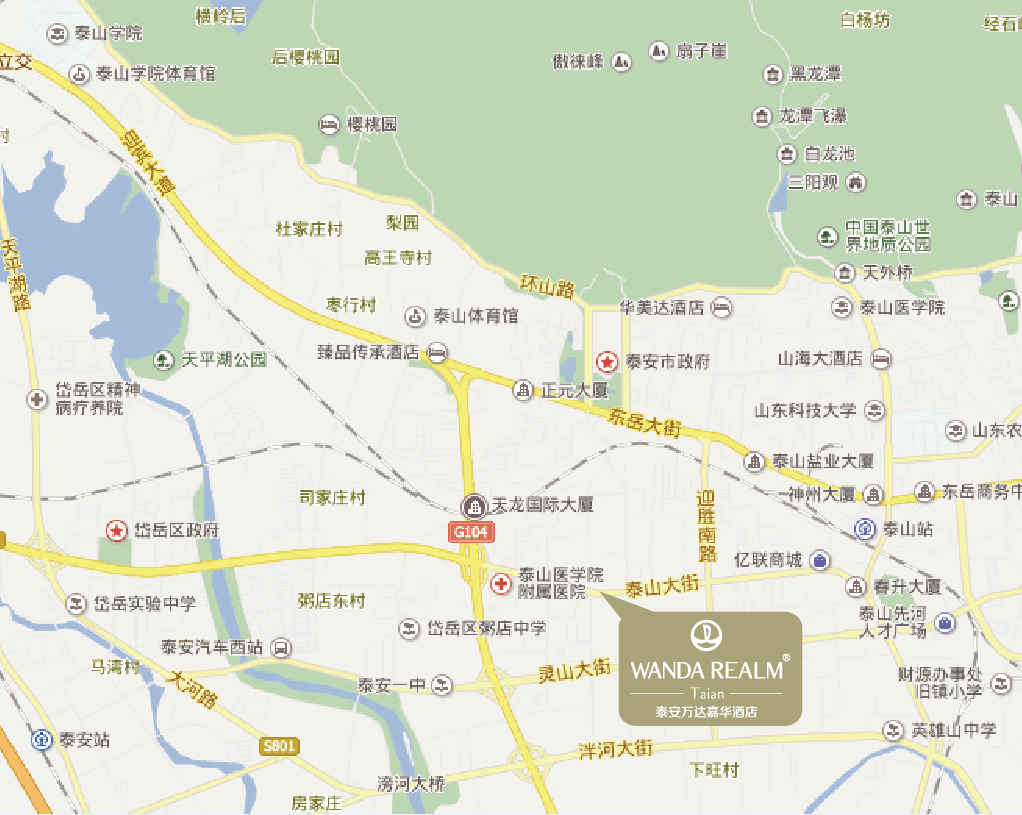 横岭后
白杨坊
泰山学院
后樱桃园
傲徕峰
扇子崖
立交
泰山学院体育馆
黑龙潭
龙潭飞瀑
樱桃园
村
迎宾大道
白龙池
三阳观
泰山
杜家庄村
梨园
中国泰山世
界地质公园
高王寺村
天平湖路
天外桥
环山路
枣行村
泰山体育馆
华美达酒店
泰山医学院
臻品传承酒店
天平湖公园
泰安市政府
山海大酒店
岱岳区精神
病疗养院
正元大厦
东岳大街
山东科技大学
山东农
泰山盐业大厦
司家庄村
天龙国际大厦
迎胜南路
神州大厦
东岳商务中
岱岳区政府
G104
泰山站
亿联商城
泰山医学院
附属医院
泰山大街
春升大厦
岱岳实验中学
粥店东村
泰山先河
人才广场
岱岳区粥店中学
泰安汽车西站
马湾村
大河路
泰安一中
灵山大街
WANDA REALM®
Taian
泰安万达嘉华酒店
财源办事处
旧镇小学
泰安站
S801
泮河大街
英雄山中学
下旺村
滂河大桥
房家庄